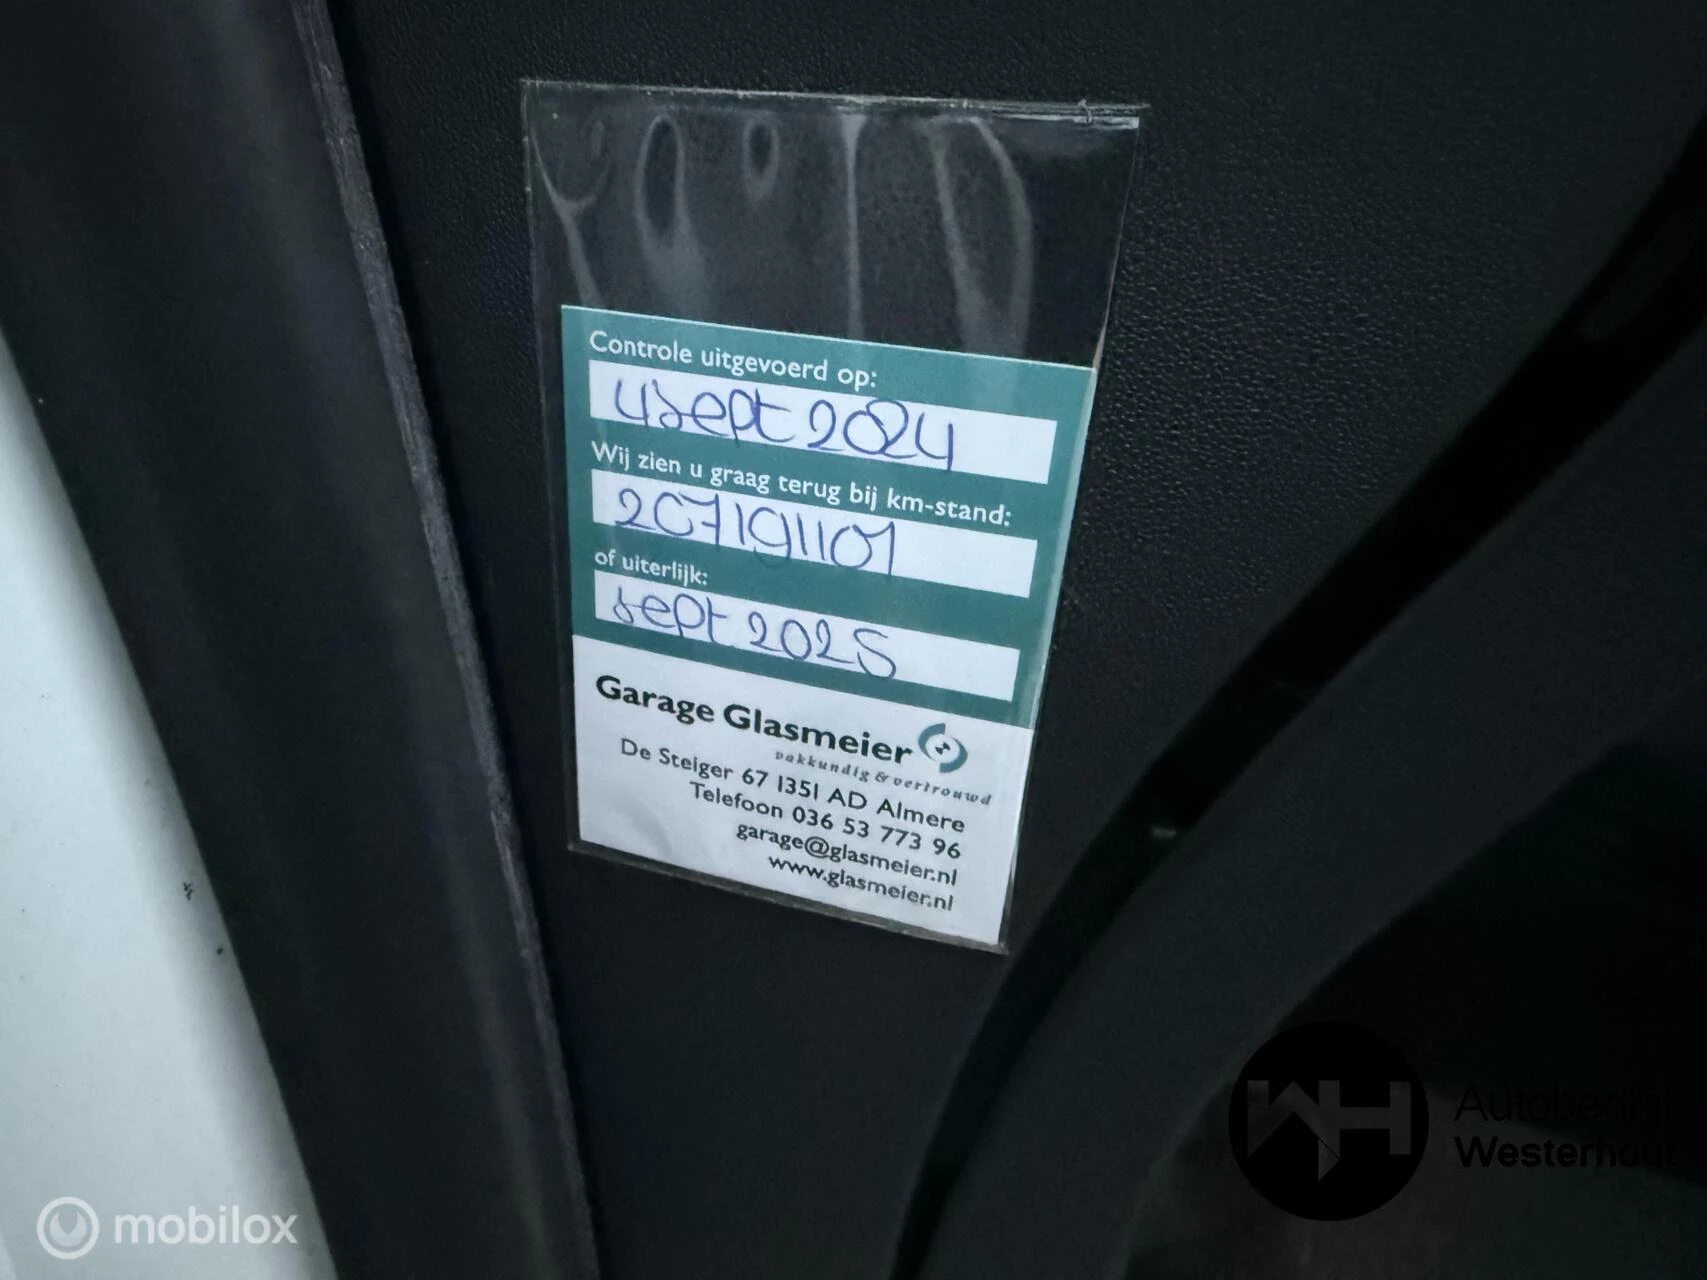 Controle uitgevoerd op:
4 sept 2024
Wij zien u graag terug bij km-stand:
207191101
of uiterlijk:
sept 2025
Garage Glasmeier
vakkundig & vertrouwd
De Steiger 67 1351 AD Almere
Telefoon 036 53 773 96
garage@glasmeier.nl
www.glasmeier.nl
WH
Autobedrijf
Westerhout
mobilox